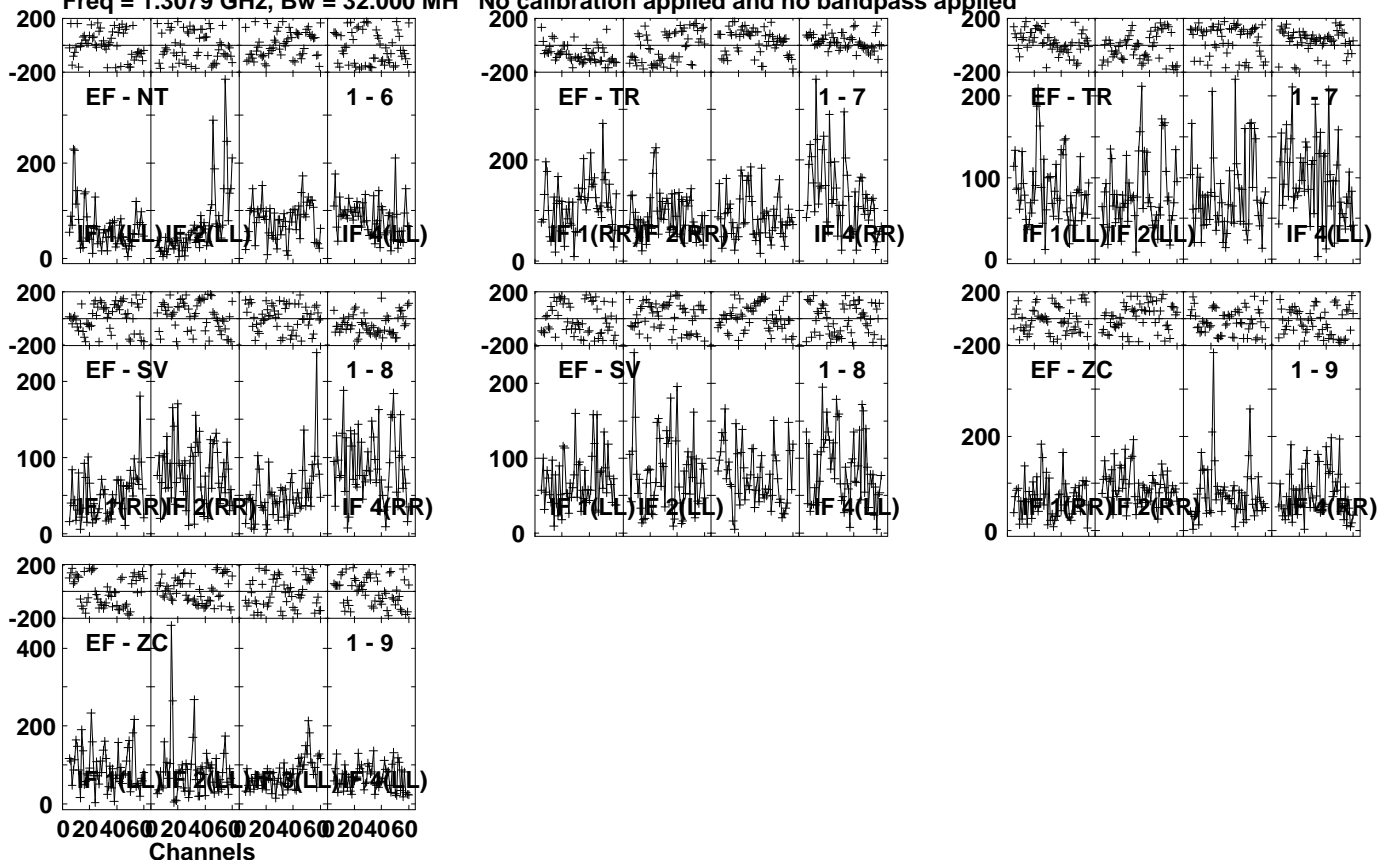 Freq = 1.3079 GHz, Bw = 32.000 MH No calibration applied and no bandpass applied
200
-200
EF - NT 1 - 6
200
0
IF 1(LL) IF 2(LL) IF 4(LL)
EF - TR 1 - 7
200
0
IF 1(RR) IF 2(RR) IF 4(RR)
200
-200
EF - TR 1 - 7
200
100
0
IF 1(LL) IF 2(LL) IF 4(LL)
200
-200
EF - SV 1 - 8
200
100
0
IF 1(RR) IF 2(RR) IF 4(RR)
EF - SV 1 - 8
200
100
0
IF 1(LL) IF 2(LL) IF 4(LL)
200
-200
EF - ZC 1 - 9
200
0
IF 1(RR) IF 2(RR) IF 4(RR)
200
-200
EF - ZC 1 - 9
400
200
0
IF 1(LL) IF 2(LL) IF 3(LL) IF 4(LL)
0 20 40 60 0 20 40 60 0 20 40 60 0 20 40 60
Channels